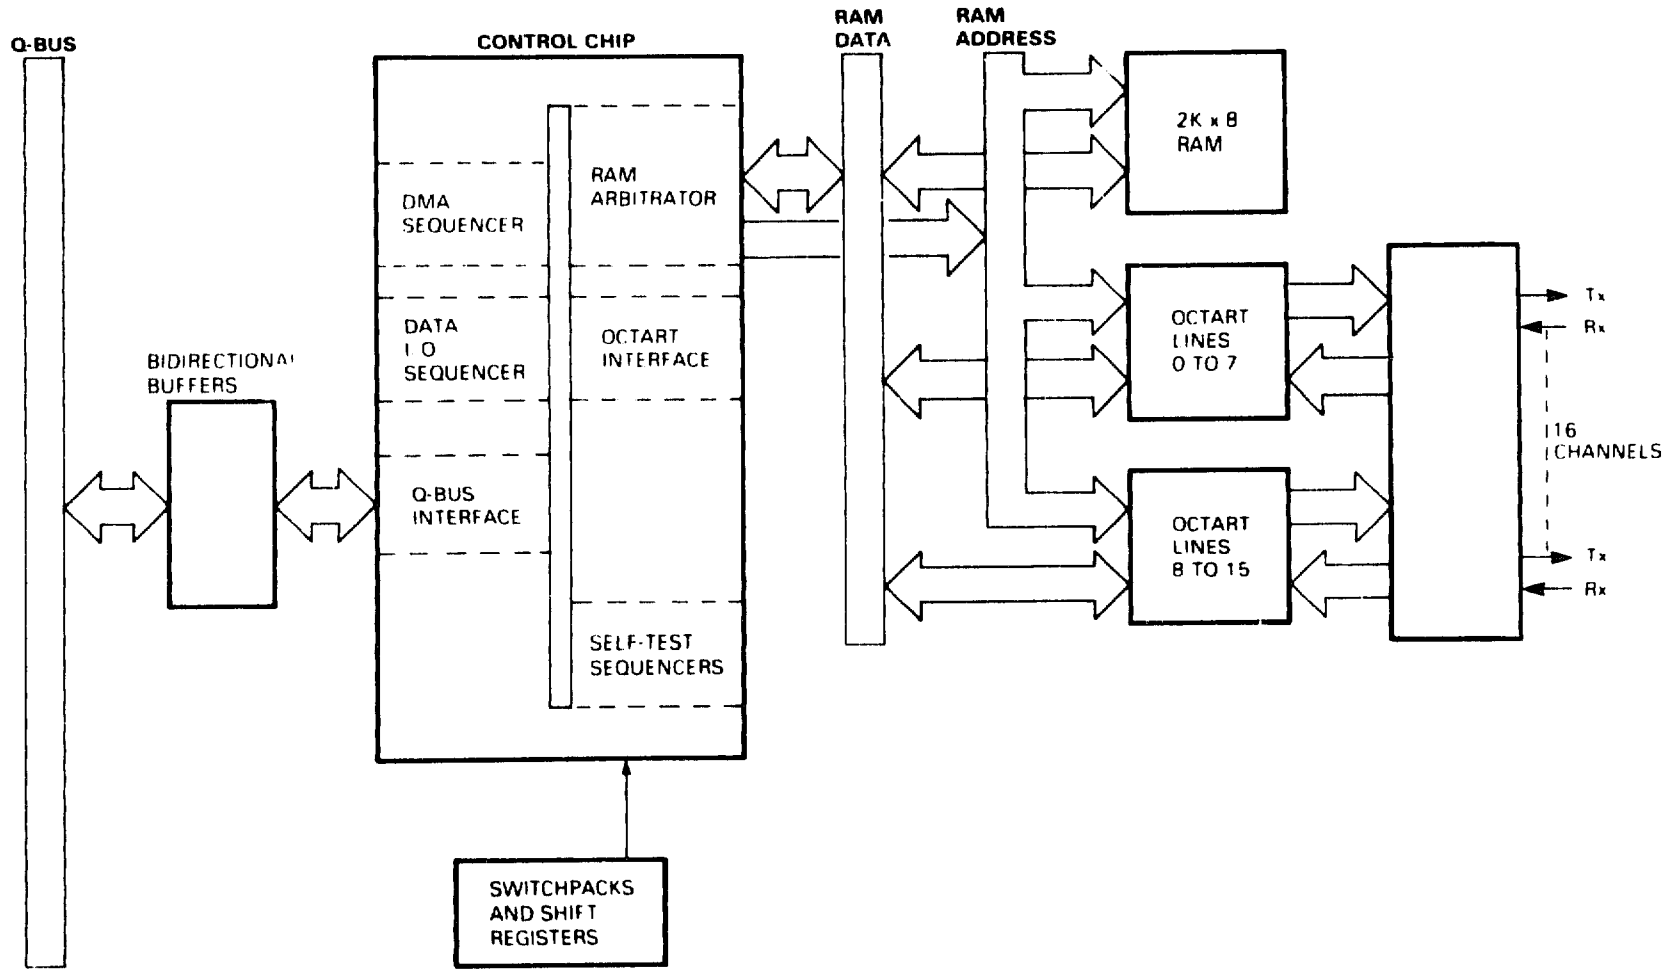 Q-BUS
CONTROL CHIP
RAM
DATA
RAM
ADDRESS
2K x 8
RAM
RAM
ARBITRATOR
DMA
SEQUENCER
DATA
I/O
SEQUENCER
OCTART
INTERFACE
OCTART
LINES
0 TO 7
Tx
Rx
BIDIRECTIONAL
BUFFERS
16
CHANNELS
Q-BUS
INTERFACE
OCTART
LINES
8 TO 15
Tx
Rx
SELF-TEST
SEQUENCERS
SWITCHPACKS
AND SHIFT
REGISTERS